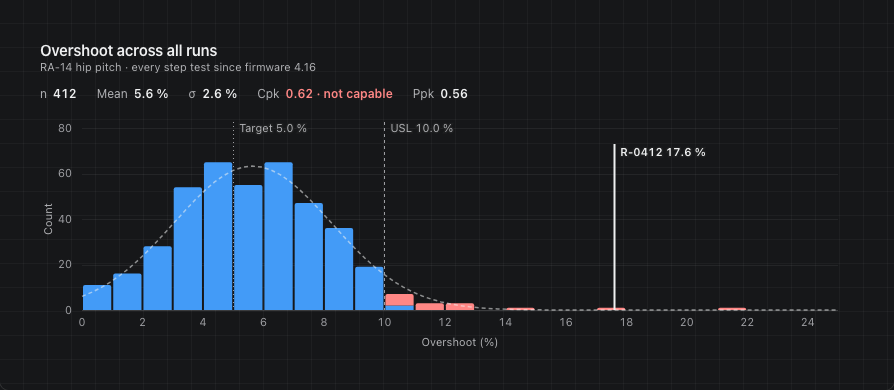 Overshoot across all runs
RA-14 hip pitch · every step test since firmware 4.16
n 412 Mean 5.6 % σ 2.6 % Cpk 0.62 · not capable Ppk 0.56
80 Target 5.0 % USL 10.0 %
R-0412 17.6 %
60
40
20
0
Count
0 2 4 6 8 10 12 14 16 18 20 22 24
Overshoot (%)